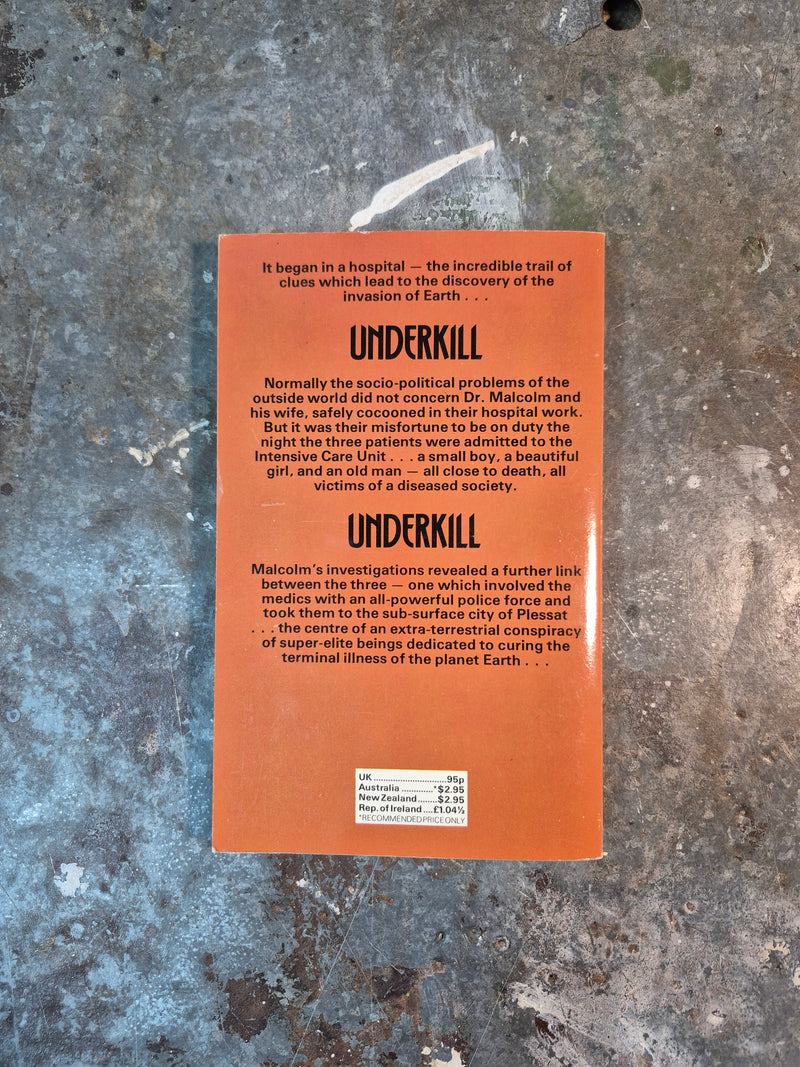 It began in a hospital — the incredible trail of
clues which lead to the discovery of the
invasion of Earth . . .
UNDERKILL
Normally the socio-political problems of the
outside world did not concern Dr. Malcolm and
his wife, safely cocooned in their hospital work.
But it was their misfortune to be on duty the
night the three patients were admitted to the
Intensive Care Unit . . . a small boy, a beautiful
girl, and an old man — all close to death, all
victims of a diseased society.
UNDERKILL
Malcolm's investigations revealed a further link
between the three — one which involved the
medics with an all-powerful police force and
took them to the sub-surface city of Plessat
. . . the centre of an extra-terrestrial conspiracy
of super-elite beings dedicated to curing the
terminal illness of the planet Earth . . .
UK ............................95p
Australia ............*$2.95
New Zealand........$2.95
Rep. of Ireland....£1.04½
*RECOMMENDED PRICE ONLY